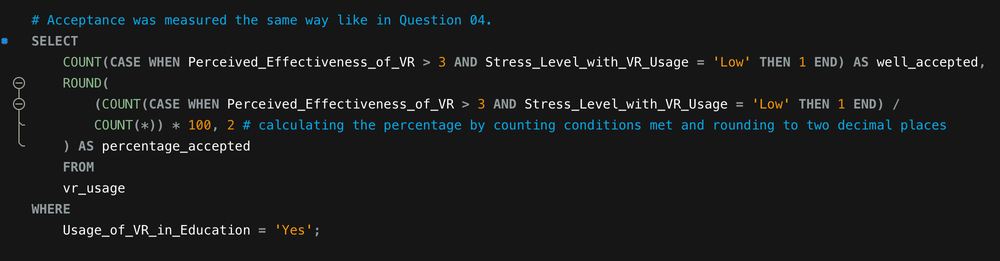 # Acceptance was measured the same way like in Question 04.
SELECT
COUNT(CASE WHEN Perceived_Effectiveness_of_VR > 3 AND Stress_Level_with_VR_Usage = 'Low' THEN 1 END) AS well_accepted,
ROUND(
(COUNT(CASE WHEN Perceived_Effectiveness_of_VR > 3 AND Stress_Level_with_VR_Usage = 'Low' THEN 1 END) /
COUNT(*)) * 100, 2 # calculating the percentage by counting conditions met and rounding to two decimal places
) AS percentage_accepted
FROM
vr_usage
WHERE
Usage_of_VR_in_Education = 'Yes';